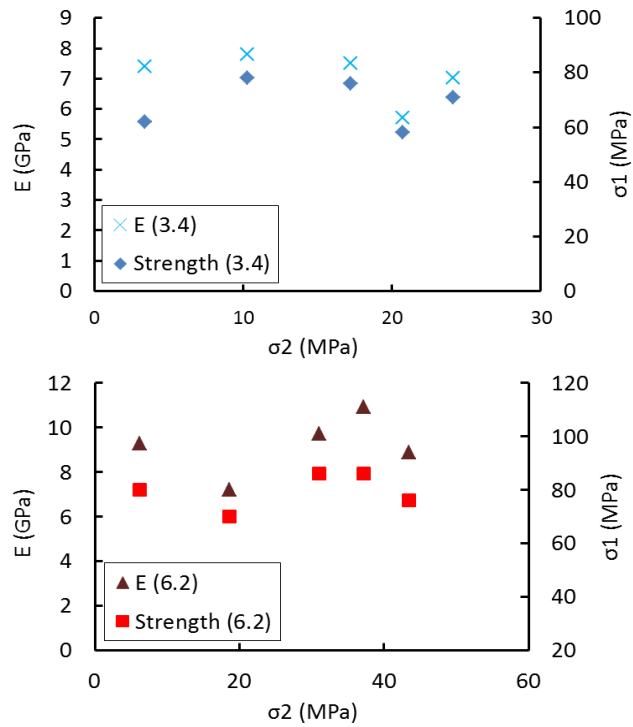 9
8
7
6
5
4
3
2
1
0
E (GPa)
100
80
60
40
20
0
σ1 (MPa)
E (3.4)
Strength (3.4)
0 10 20 30
σ2 (MPa)
12
10
8
6
4
2
0
E (GPa)
120
100
80
60
40
20
σ1 (MPa)
E (6.2)
Strength (6.2)
0 20 40 60
σ2 (MPa)